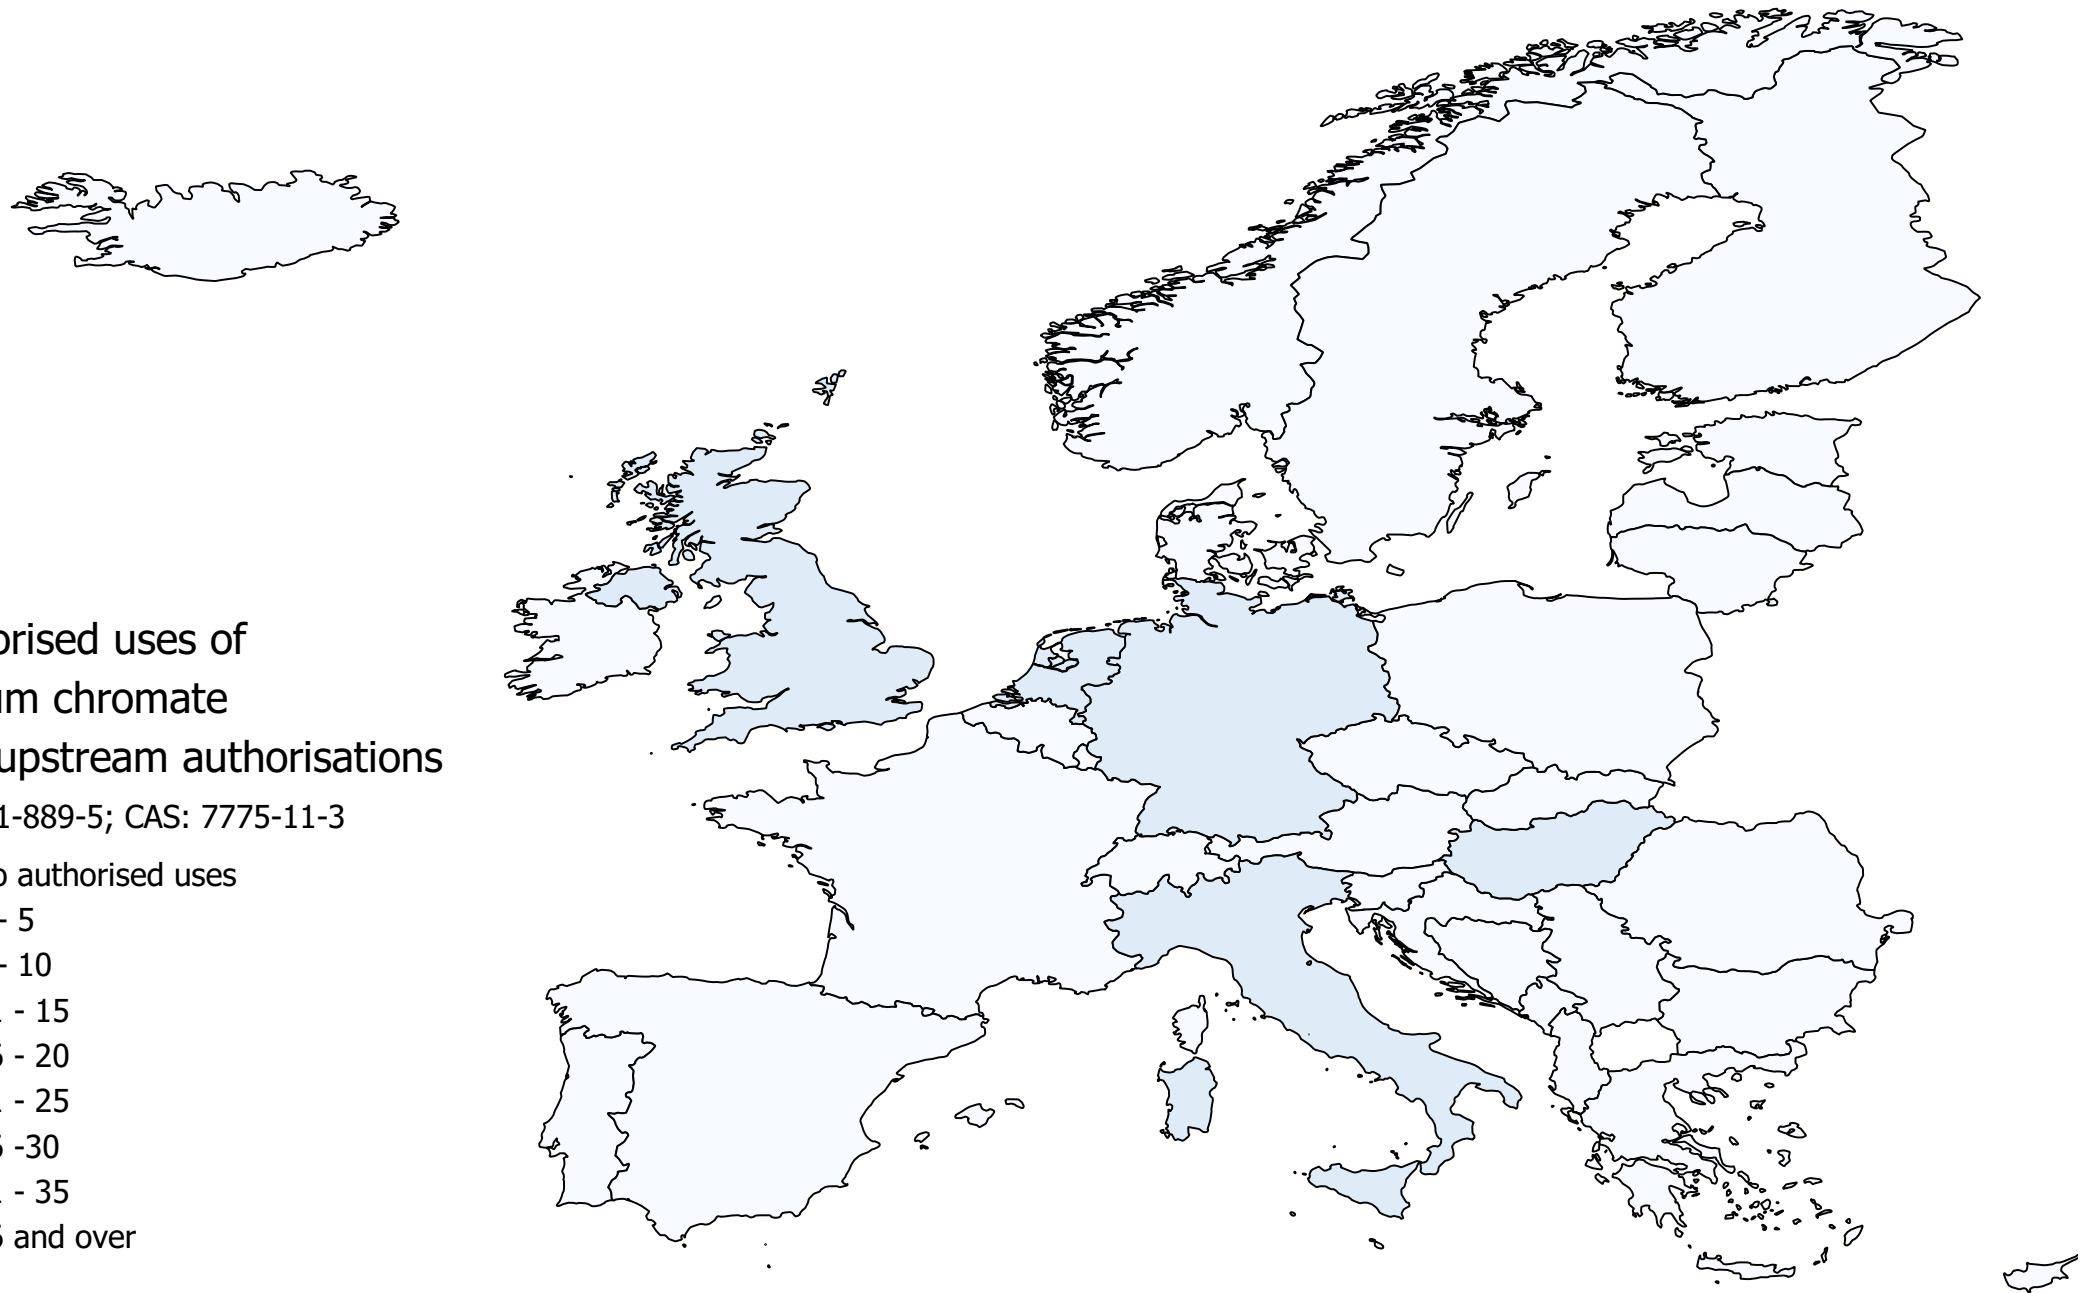 orised uses of
um chromate
upstream authorisations
1-889-5; CAS: 7775-11-3
o authorised uses
- 5
- 10
- 15
- 20
- 25
-30
- 35
and over